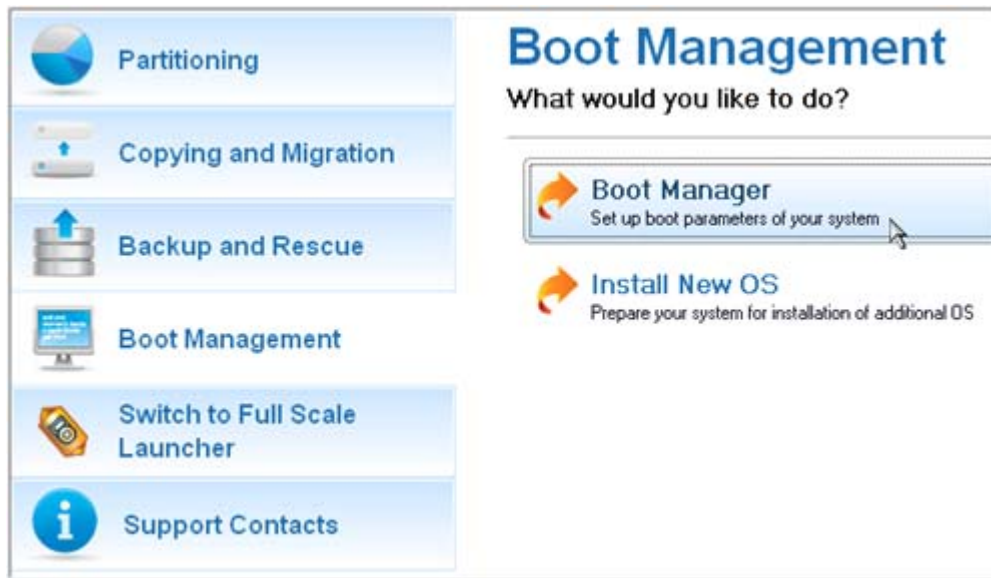 Partitioning
Copying and Migration
Backup and Rescue
Boot Management
Switch to Full Scale
Launcher
Support Contacts
Boot Management
What would you like to do?
Boot Manager
Set up boot parameters of your system
Install New OS
Prepare your system for installation of additional OS